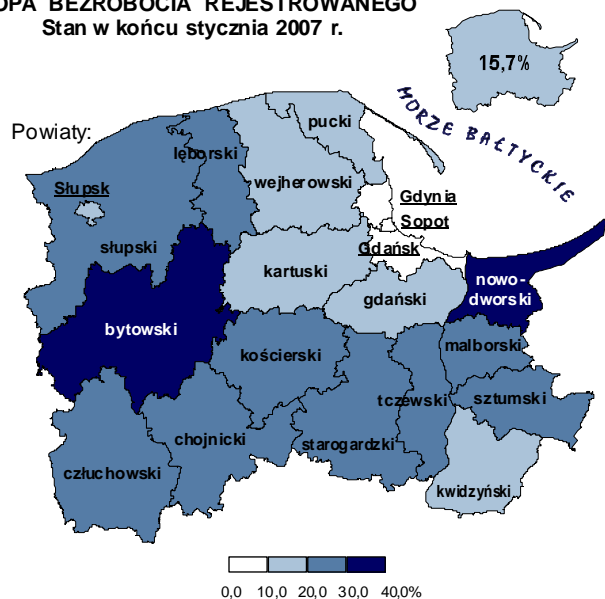 OPA BEZROBOCIA REJESTROWANEGO
Stan w końcu stycznia 2007 r.
15,7%
MORZE BAŁTYCKIE
Powiaty:
pucki
lęborski
wejherowski
Słupsk
Gdynia
Sopot
słupski
Gdańsk
kartuski
gdański
nowo-
dworski
bytowski
kościerski
malborski
tczewski
sztumski
chojnicki
starogardzki
człuchowski
kwidzyński
0,0 10,0 20,0 30,0 40,0%